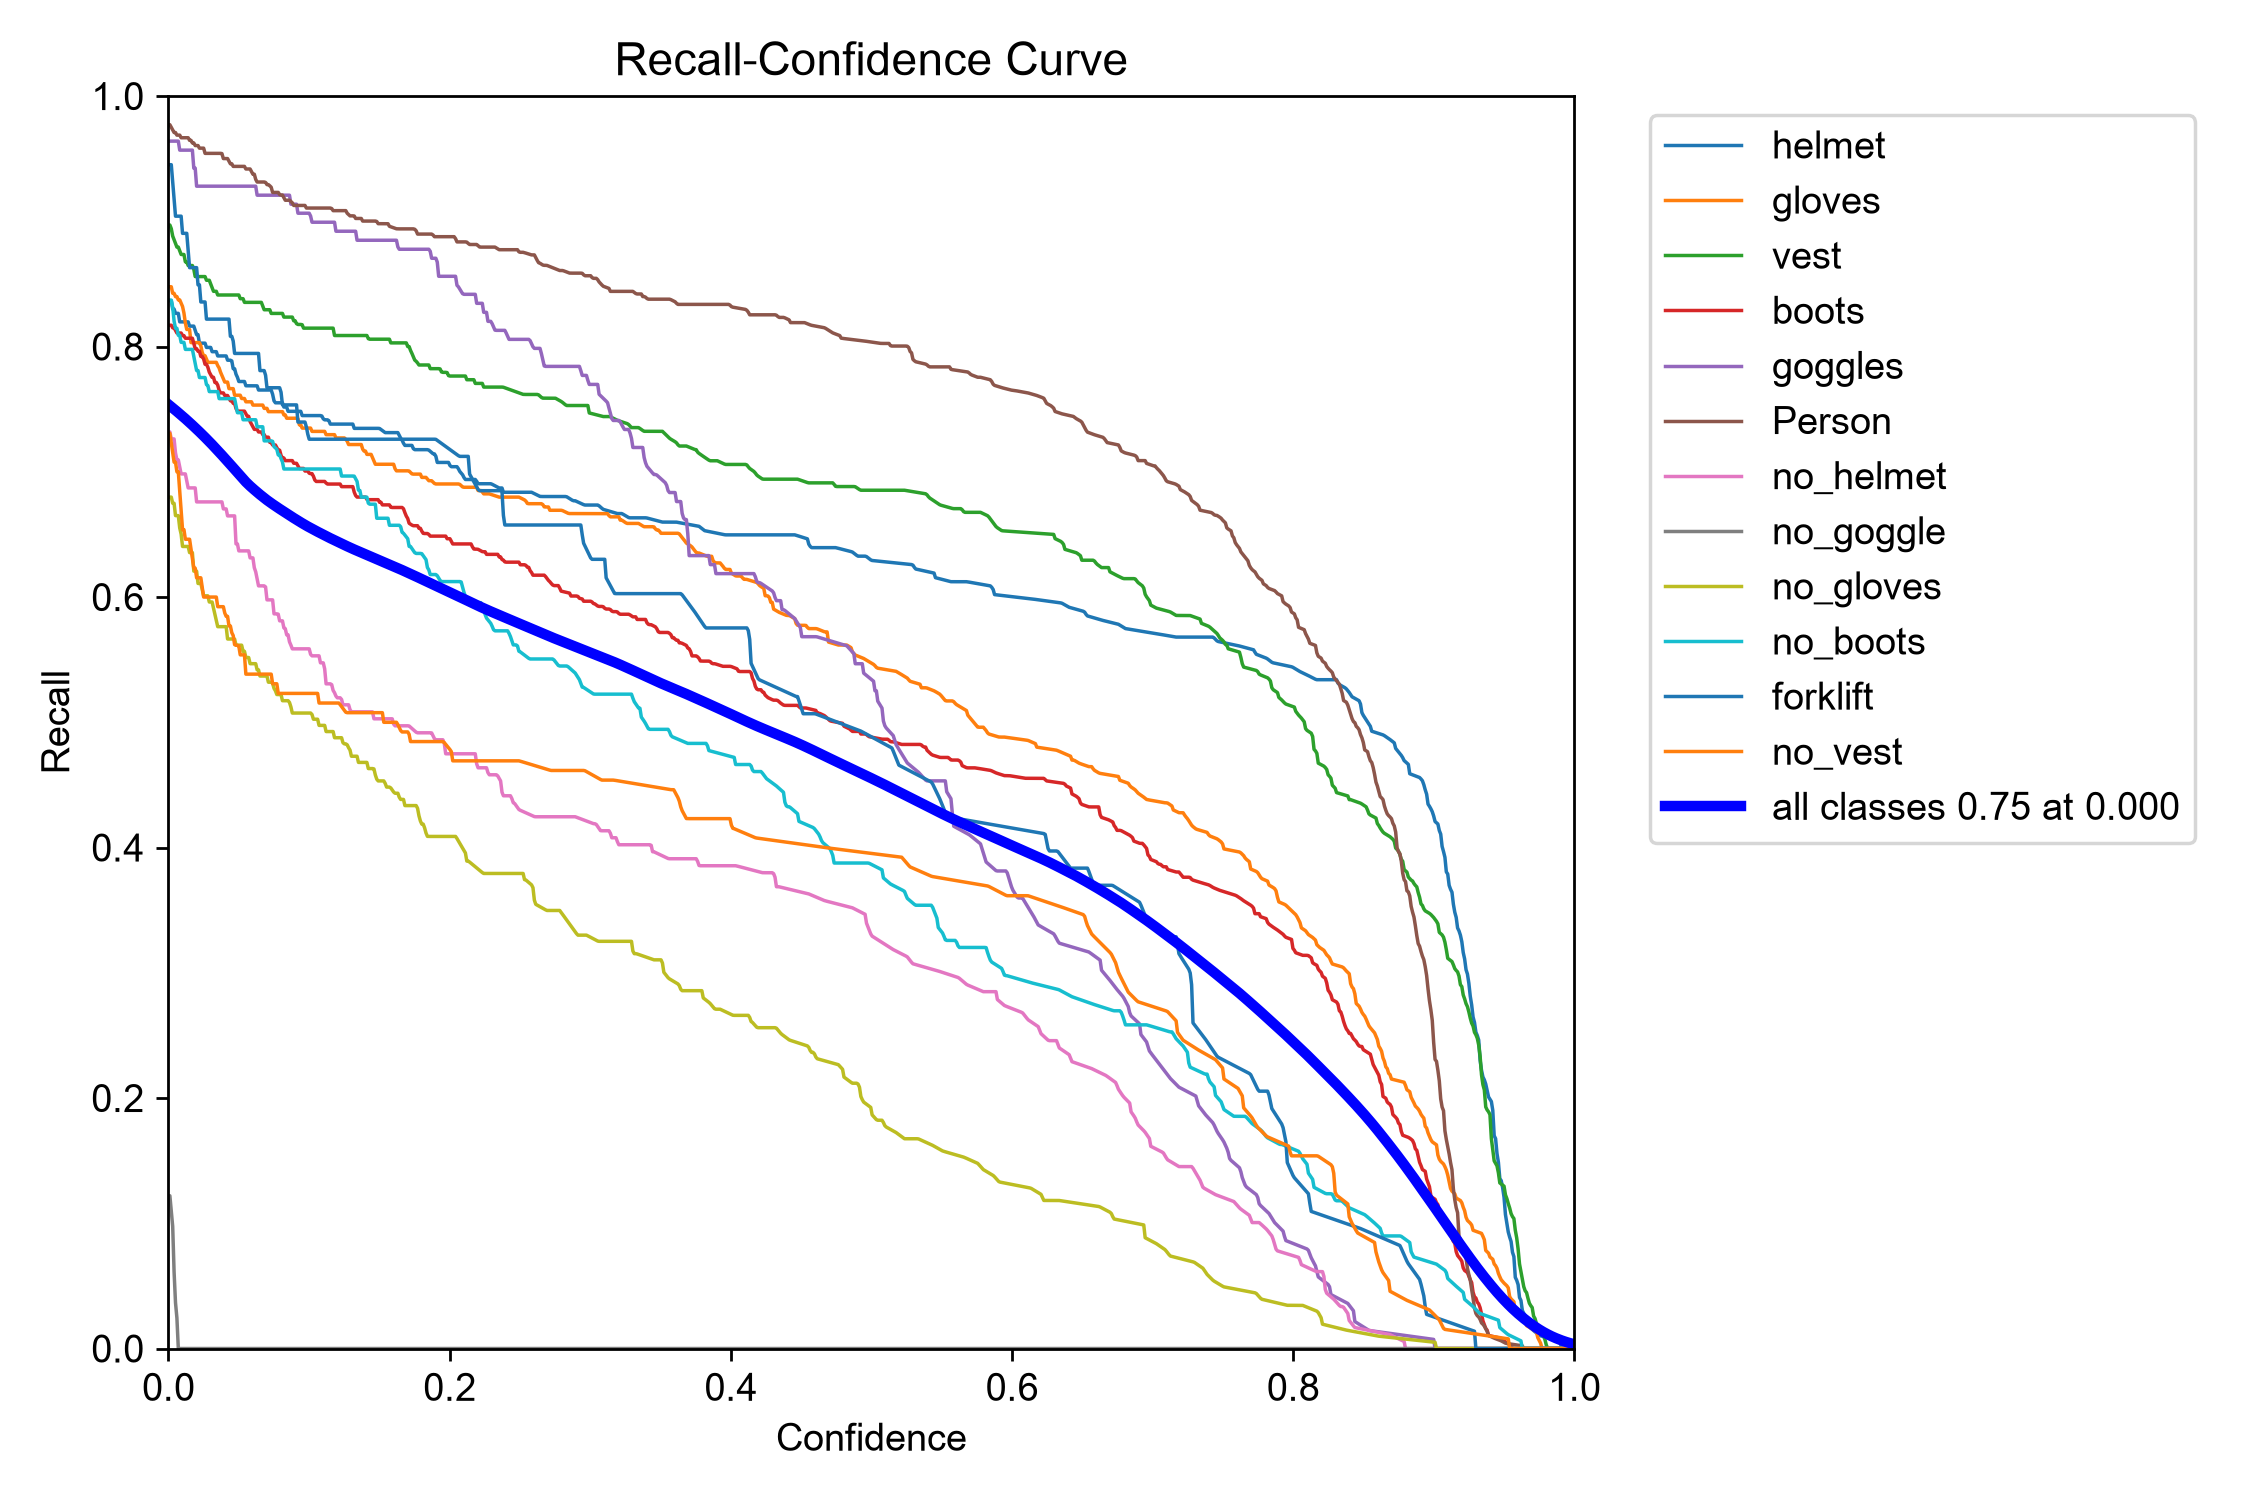 Recall-Confidence Curve
1.0
0.8
0.6
0.4
0.2
0.0
Recall
0.0 0.2 0.4 0.6 0.8 1.0
Confidence
helmet
gloves
vest
boots
goggles
Person
no_helmet
no_goggle
no_gloves
no_boots
forklift
no_vest
all classes 0.75 at 0.000